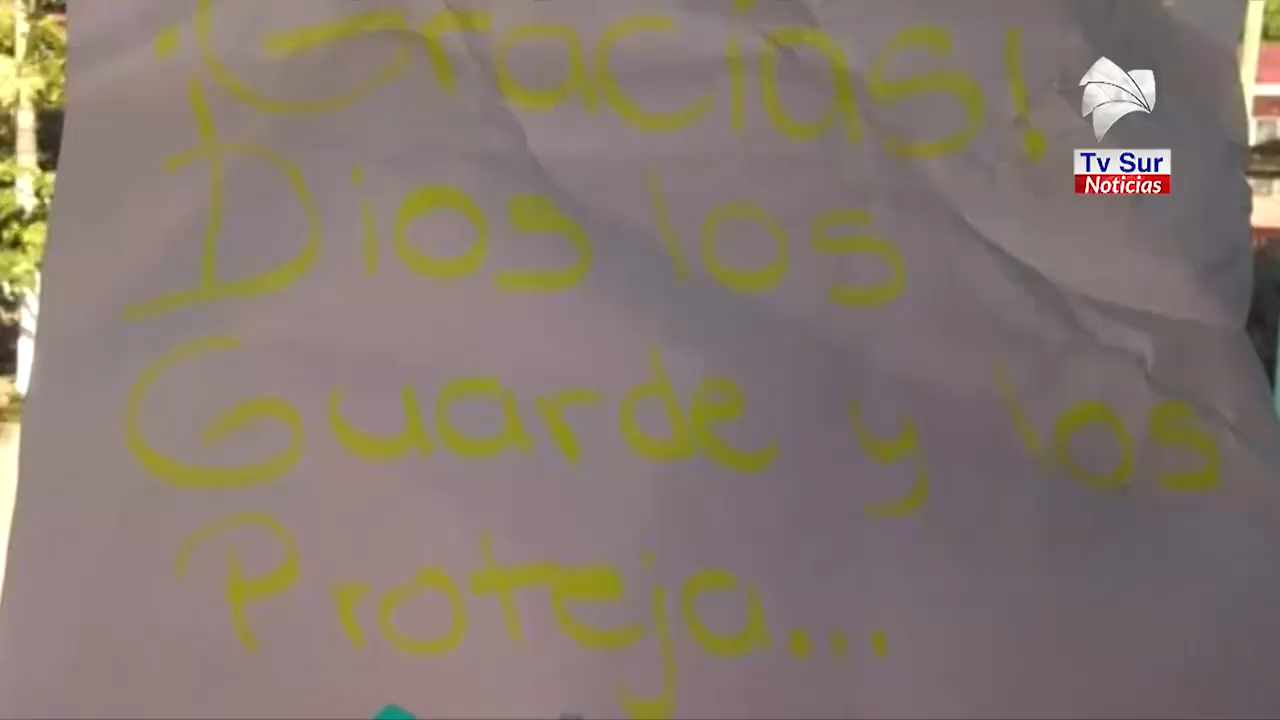 ¡Gracias!
Dios los
Guarde y los
Proteja...
Tv Sur
Noticias